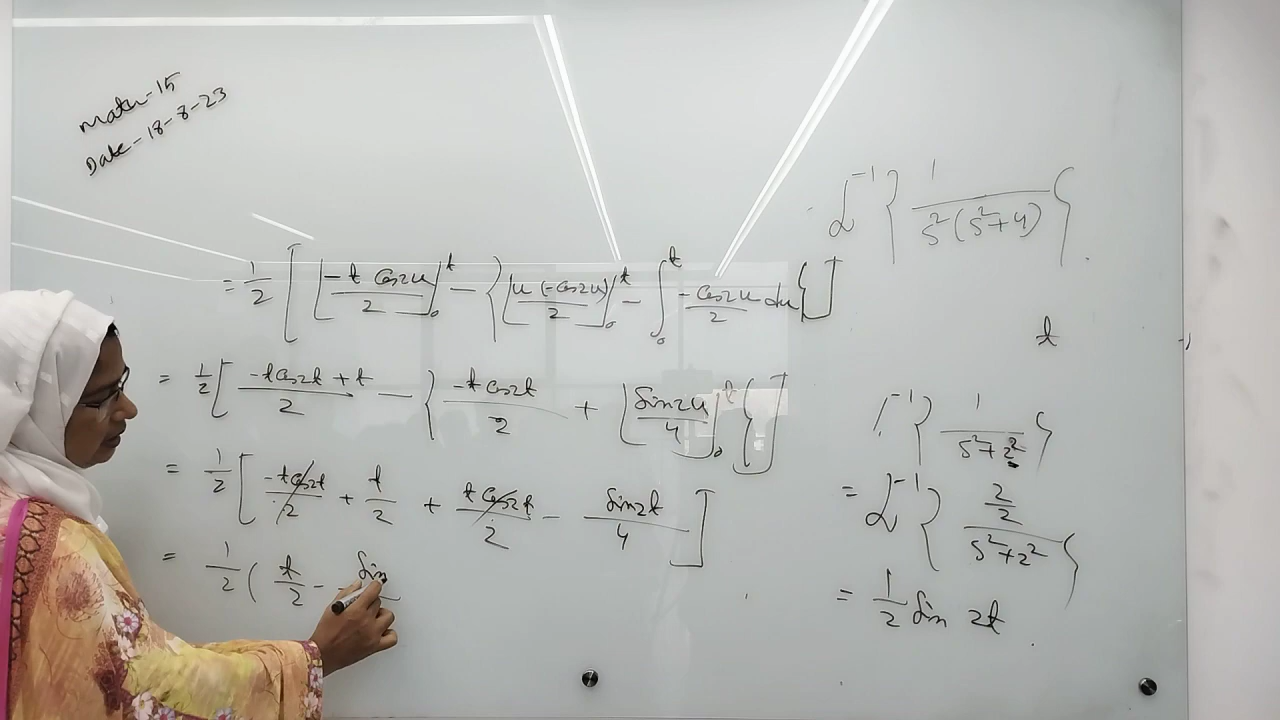 Math-15
Date-18-8-23
L⁻¹ { 1 / s²(s²+4) }
= 1/2 [ [ -t Cos2u / 2 ]₀ᵗ - { [ u(-Cos2u) / 2 ]₀ᵗ - ∫₀ᵗ -Cos2u / 2 du } ]
t
= 1/2 [ -tCos2t + t / 2 - { -t Cos2t / 2 + [ Sin2u / 4 ]₀ᵗ } ]
= 1/2 [ -tCos2t / 2 + t / 2 + t Cos2t / 2 - Sin2t / 4 ]
= 1/2 ( t / 2 - Sin
L⁻¹ { 1 / s²+2² }
= L⁻¹ { 2/2 / s²+2² }
= 1/2 Sin 2t